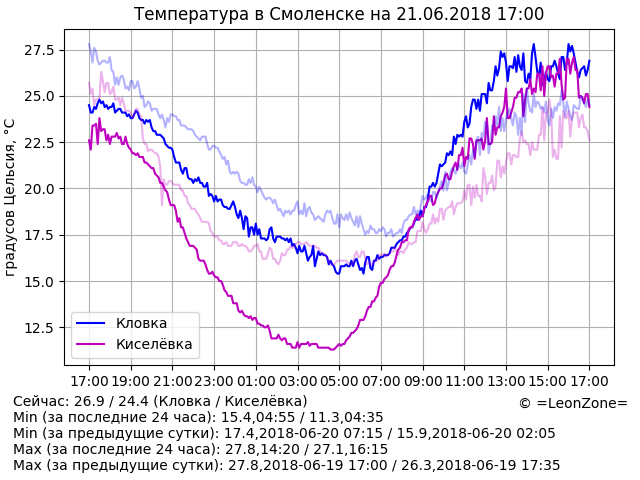 Температура в Смоленске на 21.06.2018 17:00
градусов Цельсия, °C
27.5
25.0
22.5
20.0
17.5
15.0
12.5
Кловка
Киселёвка
17:00 19:00 21:00 23:00 01:00 03:00 05:00 07:00 09:00 11:00 13:00 15:00 17:00
Сейчас: 26.9 / 24.4 (Кловка / Киселёвка)
© =LeonZone=
Min (за последние 24 часа): 15.4,04:55 / 11.3,04:35
Min (за предыдущие сутки): 17.4,2018-06-20 07:15 / 15.9,2018-06-20 02:05
Max (за последние 24 часа): 27.8,14:20 / 27.1,16:15
Max (за предыдущие сутки): 27.8,2018-06-19 17:00 / 26.3,2018-06-19 17:35